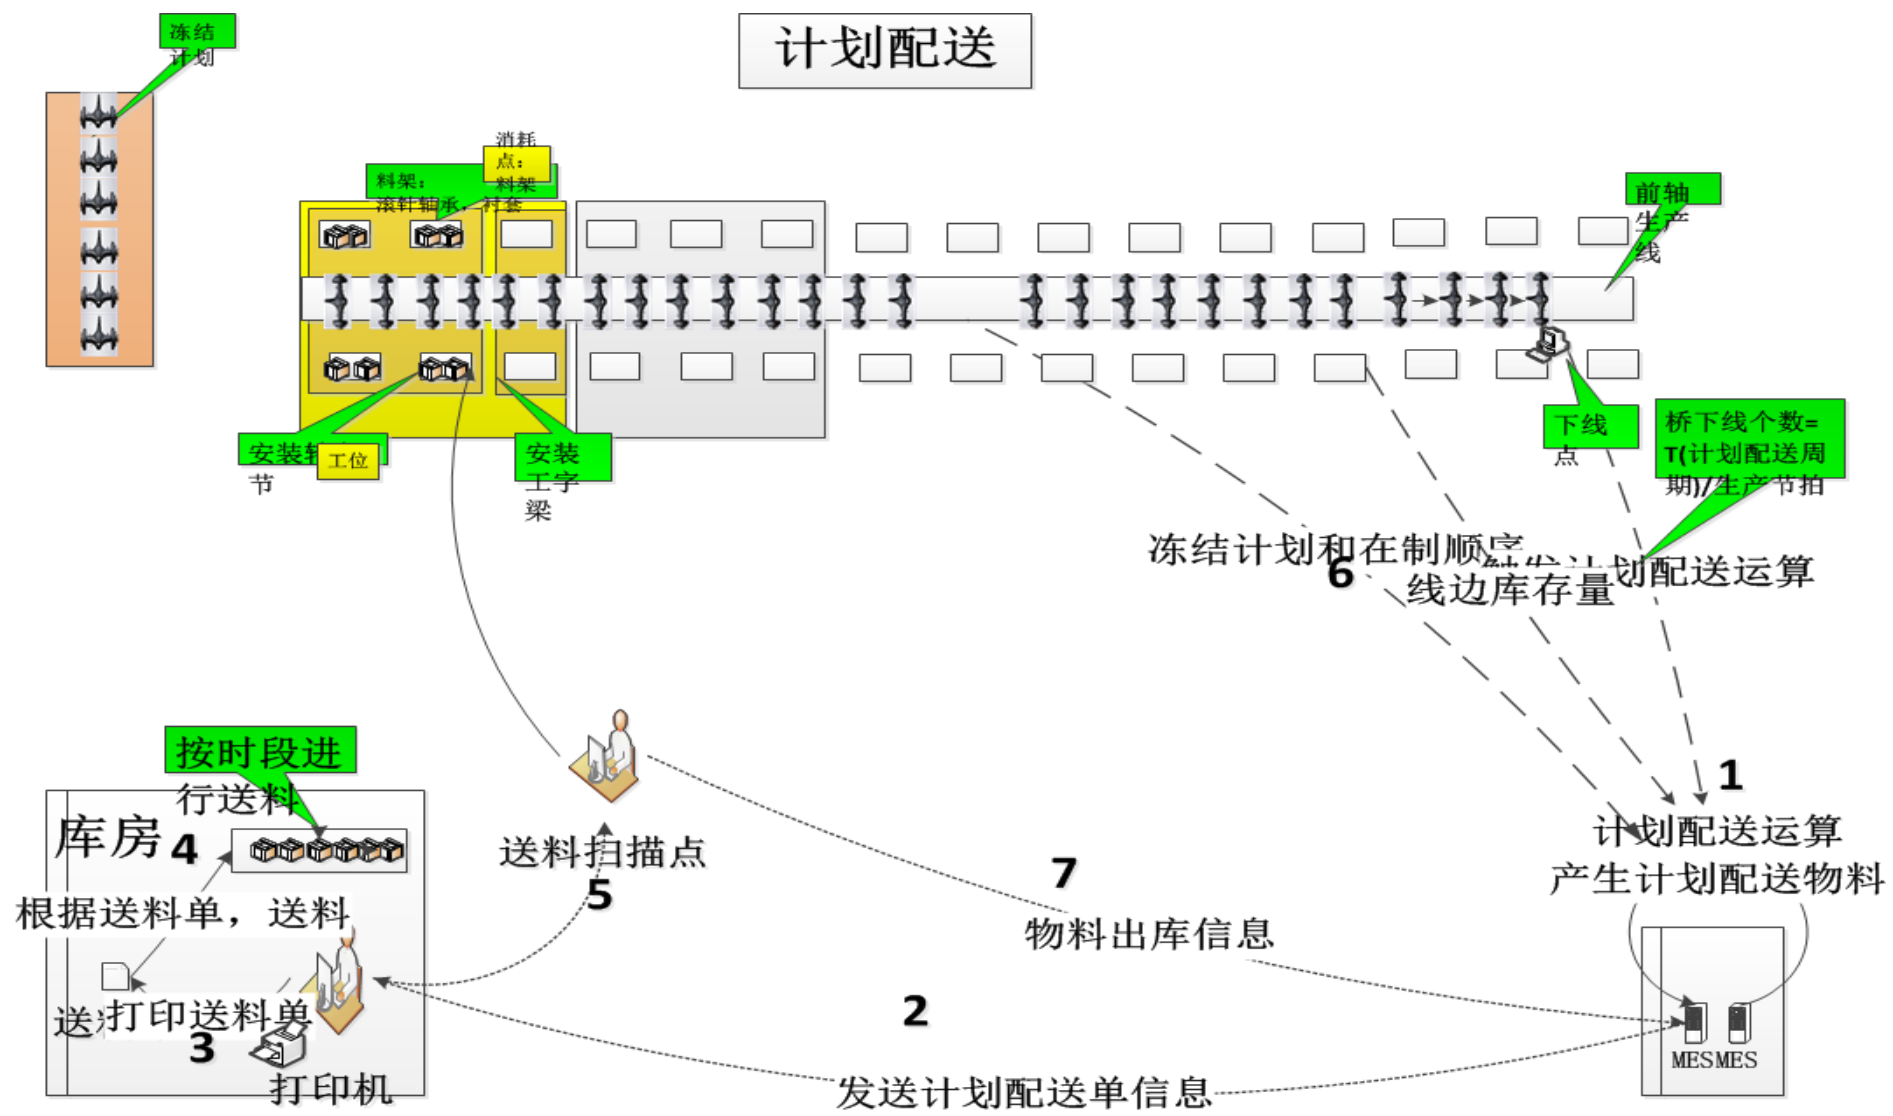 冻结
计划
计划配送
消耗
点：
料架
料架：
滚针轴承，衬套
前轴
生产
线
安装转
节
工位
安装
工字
梁
下线
点
桥下线个数=
T(计划配送周
期)/生产节拍
冻结计划和在制顺序
6
触发计划配送运算
线边库存量
1
计划配送运算
产生计划配送物料
按时段进
行送料
库房
4
根据送料单，送料
送料扫描点
5
7
物料出库信息
2
送料
打印送料单
3
打印机
发送计划配送单信息
MES
MES